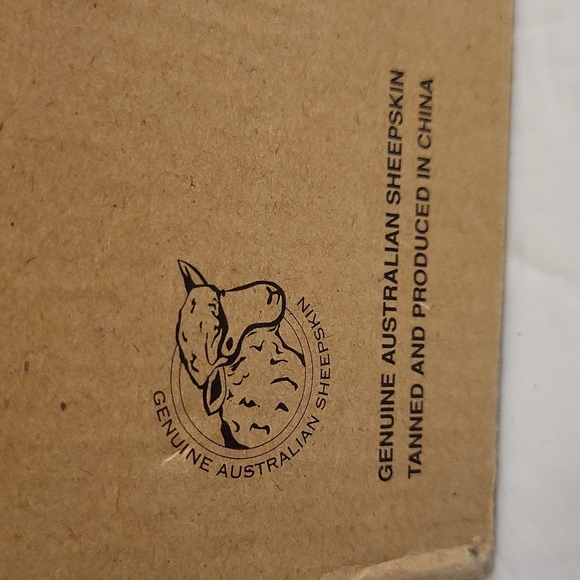 GENUINE AUSTRALIAN SHEEPSKIN
GENUINE AUSTRALIAN SHEEPSKIN
TANNED AND PRODUCED IN CHINA